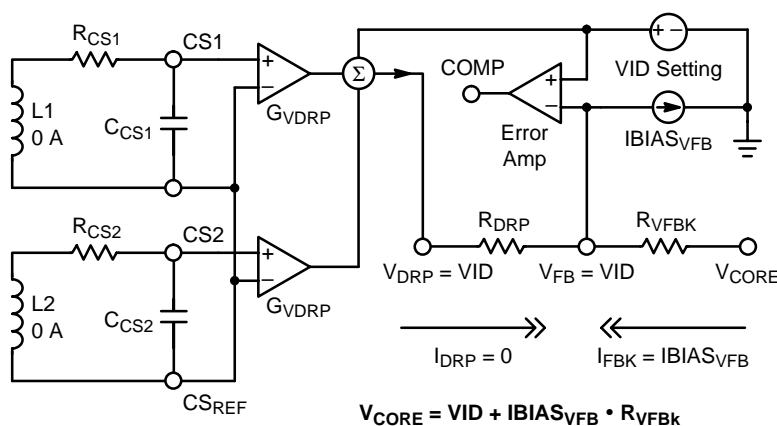 R_CS1
CS1
L1
0 A
C_CS1
+
−
G_VDRP
Σ
COMP
+
−
Error
Amp
+ −
VID Setting
IBIAS_VFB
R_CS2
CS2
L2
0 A
C_CS2
+
−
G_VDRP
CS_REF
R_DRP
R_VFBK
V_DRP = VID
V_FB = VID
V_CORE
I_DRP = 0
I_FBK = IBIAS_VFB
V_CORE = VID + IBIAS_VFB • R_VFBk